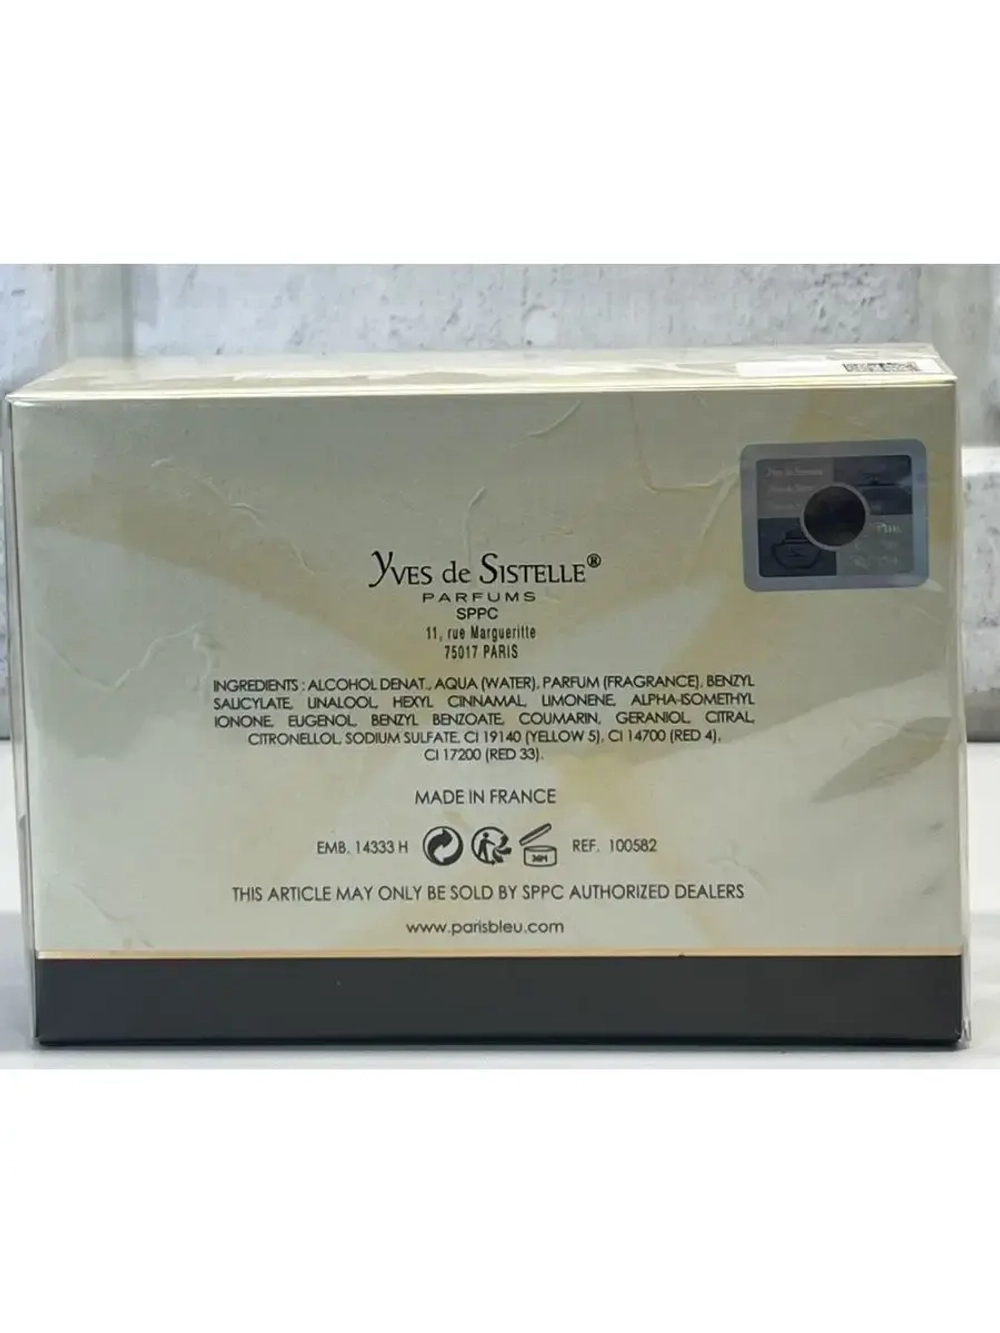 Yves de Sistelle
YVES de SISTELLE®
PARFUMS
SPPC
11, rue Margueritte
75017 PARIS
INGREDIENTS : ALCOHOL DENAT., AQUA (WATER), PARFUM (FRAGRANCE), BENZYL
SALICYLATE, LINALOOL, HEXYL CINNAMAL, LIMONENE, ALPHA-ISOMETHYL
IONONE, EUGENOL, BENZYL BENZOATE, COUMARIN, GERANIOL, CITRAL,
CITRONELLOL, SODIUM SULFATE, CI 19140 (YELLOW 5), CI 14700 (RED 4),
CI 17200 (RED 33).
MADE IN FRANCE
EMB. 14333 H 36M REF. 100582
THIS ARTICLE MAY ONLY BE SOLD BY SPPC AUTHORIZED DEALERS
www.parisbleu.com